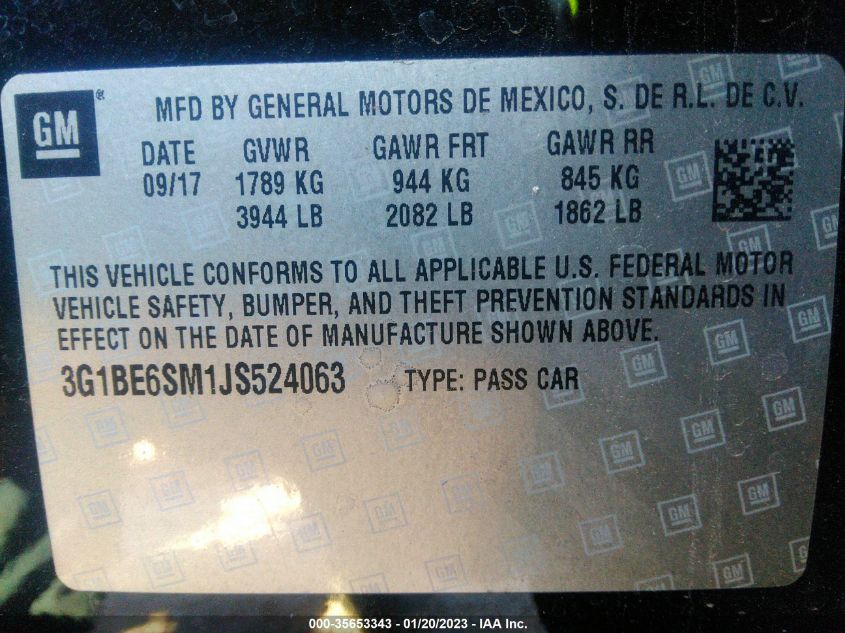 GM ®
MFD BY GENERAL MOTORS DE MEXICO, S. DE R.L. DE C.V.
DATE GVWR GAWR FRT GAWR RR
09/17 1789 KG 944 KG 845 KG
3944 LB 2082 LB 1862 LB
THIS VEHICLE CONFORMS TO ALL APPLICABLE U.S. FEDERAL MOTOR
VEHICLE SAFETY, BUMPER, AND THEFT PREVENTION STANDARDS IN
EFFECT ON THE DATE OF MANUFACTURE SHOWN ABOVE.
3G1BE6SM1JS524063 TYPE: PASS CAR
000-35653343 - 01/20/2023 - IAA Inc.